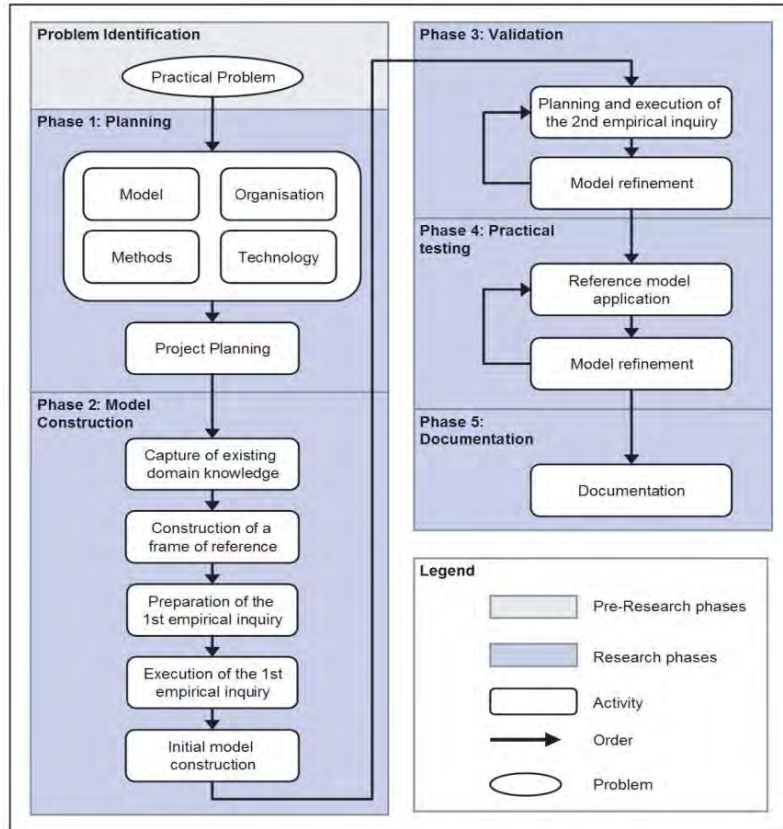 Problem Identification
Practical Problem
Phase 1: Planning
Model
Organisation
Methods
Technology
Project Planning
Phase 2: Model
Construction
Capture of existing
domain knowledge
Construction of a
frame of reference
Preparation of the
1st empirical inquiry
Execution of the 1st
empirical inquiry
Initial model
construction
Phase 3: Validation
Planning and execution of
the 2nd empirical inquiry
Model refinement
Phase 4: Practical
testing
Reference model
application
Model refinement
Phase 5:
Documentation
Documentation
Legend
Pre-Research phases
Research phases
Activity
Order
Problem